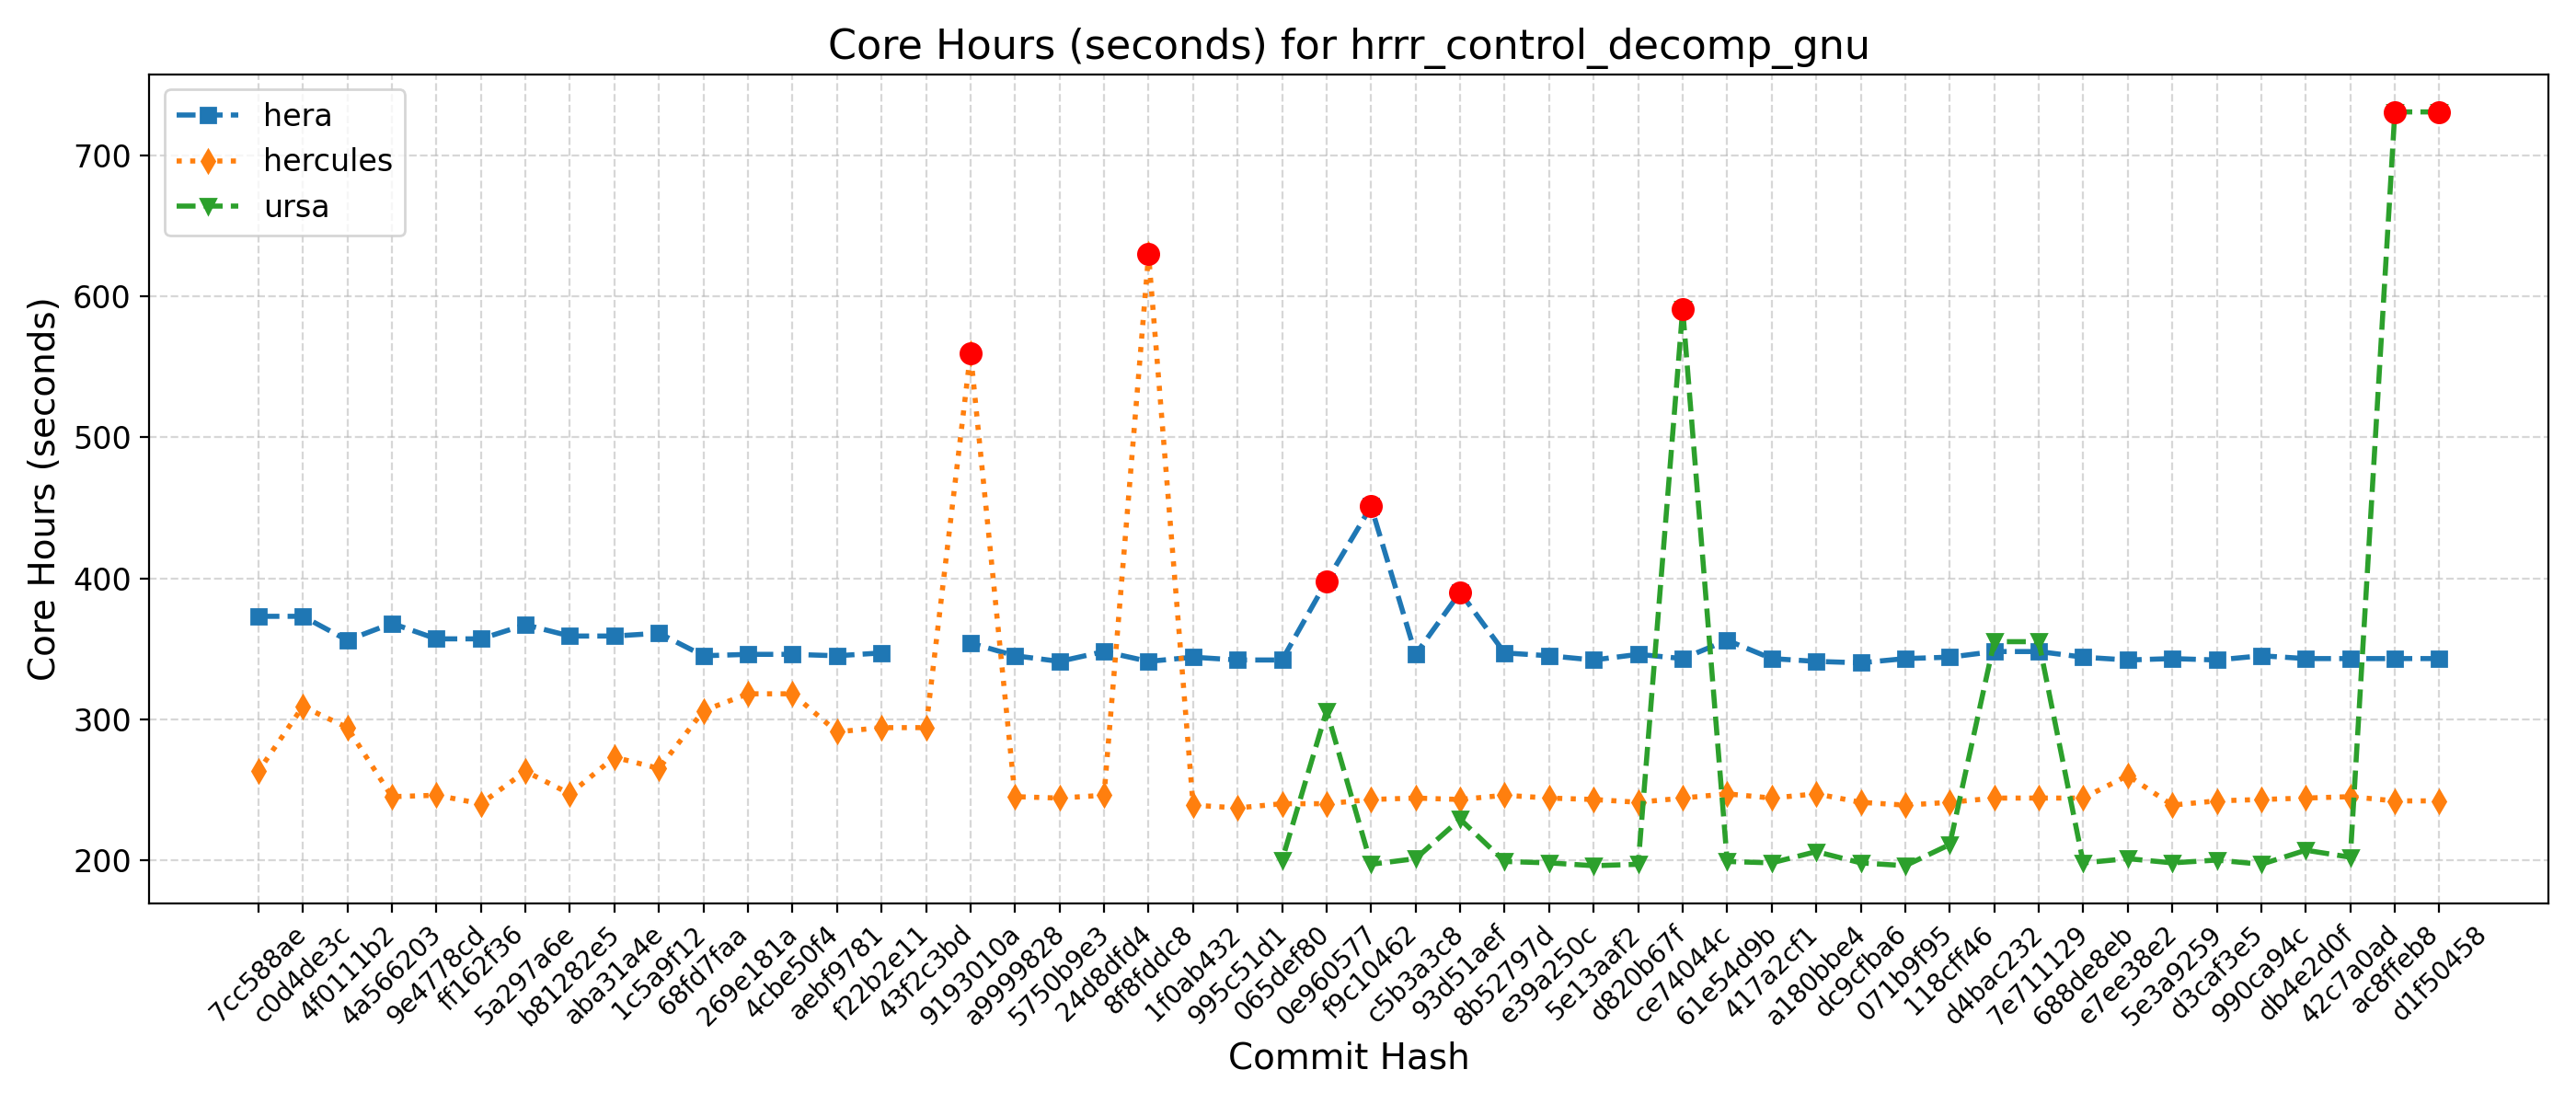 Core Hours (seconds) for hrrr_control_decomp_gnu
hera
hercules
ursa
Core Hours (seconds)
700
600
500
400
300
200
7cc588ae
c0d4de3c
4f0111b2
4a566203
9e4778cd
ff162f36
5a297a6e
b81282e5
aba31a4e
1c5a9f12
68fd7faa
269e181a
4cbe50f4
aebf9781
f22b2e11
43f2c3bd
9193010a
a9999828
5750b9e3
24d8dfd4
8f8fddc8
1f0ab432
995c51d1
065def80
0e960577
f9c10462
c5b3a3c8
93d51aef
8b52797d
e39a250c
5e13aaf2
d820b67f
ce74044c
61e54d9b
417a2cf1
a180bbe4
dc9cfba6
071b9f95
118cff46
d4bac232
7e711129
688de8eb
e7ee38e2
5e3a9259
d3caf3e5
990ca94c
db4e2d0f
42c7a0ad
ac8ffeb8
d1f50458
Commit Hash